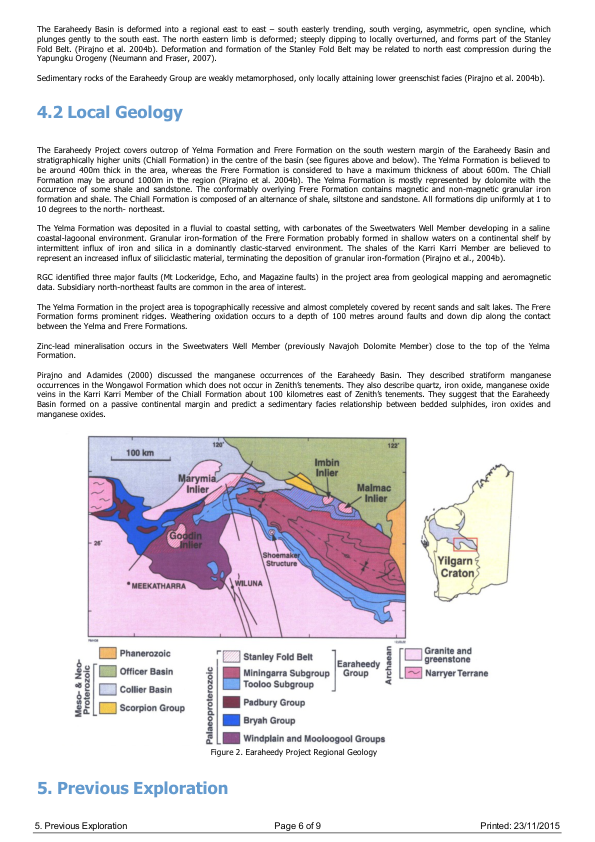 The Earaheedy Basin is deformed into a regional east to east – south easterly trending, south verging, asymmetric, open syncline, which
plunges gently to the south east. The north eastern limb is deformed; steeply dipping to locally overturned, and forms part of the Stanley
Fold Belt. (Pirajno et al. 2004b). Deformation and formation of the Stanley Fold Belt may be related to north east compression during the
Yapungku Orogeny (Neumann and Fraser, 2007).
Sedimentary rocks of the Earaheedy Group are weakly metamorphosed, only locally attaining lower greenschist facies (Pirajno et al. 2004b).
4.2 Local Geology
The Earaheedy Project covers outcrop of Yelma Formation and Frere Formation on the south western margin of the Earaheedy Basin and
stratigraphically higher units (Chiall Formation) in the centre of the basin (see figures above and below). The Yelma Formation is believed to
be around 400m thick in the area, whereas the Frere Formation is considered to have a maximum thickness of about 600m. The Chiall
Formation may be around 1000m in the region (Pirajno et al. 2004b). The Yelma Formation is mostly represented by dolomite with the
occurrence of some shale and sandstone. The conformably overlying Frere Formation contains magnetic and non-magnetic granular iron
formation and shale. The Chiall Formation is composed of an alternance of shale, siltstone and sandstone. All formations dip uniformly at 1 to
10 degrees to the north- northeast.
The Yelma Formation was deposited in a fluvial to coastal setting, with carbonates of the Sweetwaters Well Member developing in a saline
coastal-lagoonal environment. Granular iron-formation of the Frere Formation probably formed in shallow waters on a continental shelf by
intermittent influx of iron and silica in a dominantly clastic-starved environment. The shales of the Karri Karri Member are believed to
represent an increased influx of siliciclastic material, terminating the deposition of granular iron-formation (Pirajno et al., 2004b).
RGC identified three major faults (Mt Lockeridge, Echo, and Magazine faults) in the project area from geological mapping and aeromagnetic
data. Subsidiary north-northeast faults are common in the area of interest.
The Yelma Formation in the project area is topographically recessive and almost completely covered by recent sands and salt lakes. The Frere
Formation forms prominent ridges. Weathering oxidation occurs to a depth of 100 metres around faults and down dip along the contact
between the Yelma and Frere Formations.
Zinc-lead mineralisation occurs in the Sweetwaters Well Member (previously Navajoh Dolomite Member) close to the top of the Yelma
Formation.
Pirajno and Adamides (2000) discussed the manganese occurrences of the Earaheedy Basin. They described stratiform manganese
occurrences in the Wongawol Formation which does not occur in Zenith's tenements. They also describe quartz, iron oxide, manganese oxide
veins in the Karri Karri Member of the Chiall Formation about 100 kilometres east of Zenith's tenements. They suggest that the Earaheedy
Basin formed on a passive continental margin and predict a sedimentary facies relationship between bedded sulphides, iron oxides and
manganese oxides.
120°
122°
100 km
Marymia
Inlier
Imbin
Inlier
Malmac
Inlier
Goodin
Inlier
26°
Shoemaker
Structure
MEEKATHARRA
WILUNA
Yilgarn
Craton
Meso- & Neo-
Proterozoic
Phanerozoic
Officer Basin
Collier Basin
Scorpion Group
Palaeoproterozoic
Stanley Fold Belt
Miningarra Subgroup
Tooloo Subgroup
Earaheedy
Group
Padbury Group
Bryah Group
Windplain and Mooloogool Groups
Archaean
Granite and
greenstone
Narryer Terrane
Figure 2. Earaheedy Project Regional Geology
5. Previous Exploration
5. Previous Exploration Page 6 of 9 Printed: 23/11/2015